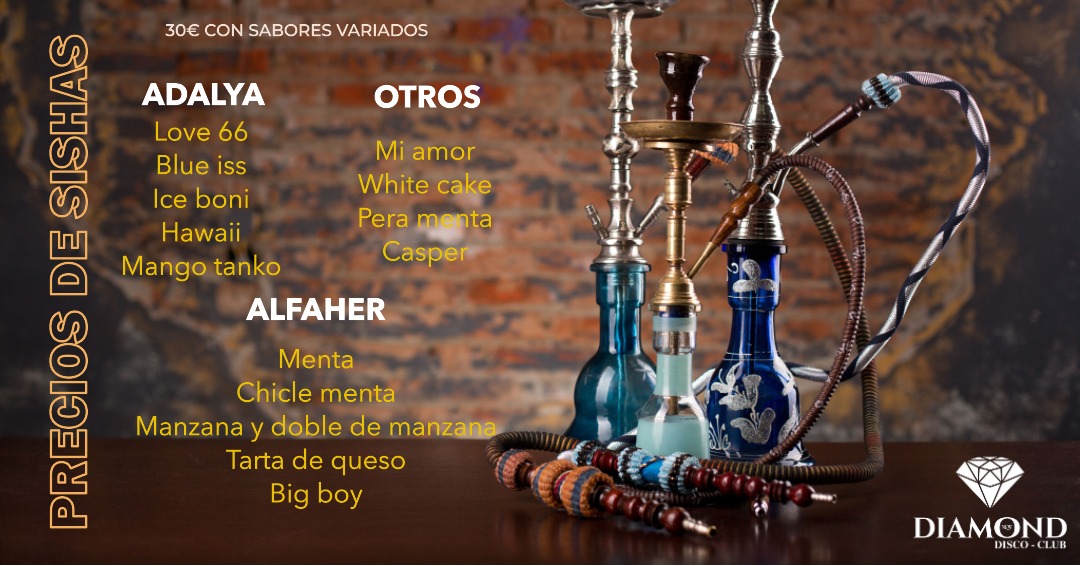 PRECIOS DE SISHAS
30€ CON SABORES VARIADOS
ADALYA
Love 66
Blue iss
Ice boni
Hawaii
Mango tanko
OTROS
Mi amor
White cake
Pera menta
Casper
ALFAHER
Menta
Chicle menta
Manzana y doble de manzana
Tarta de queso
Big boy
DIAMOND
DISCO - CLUB